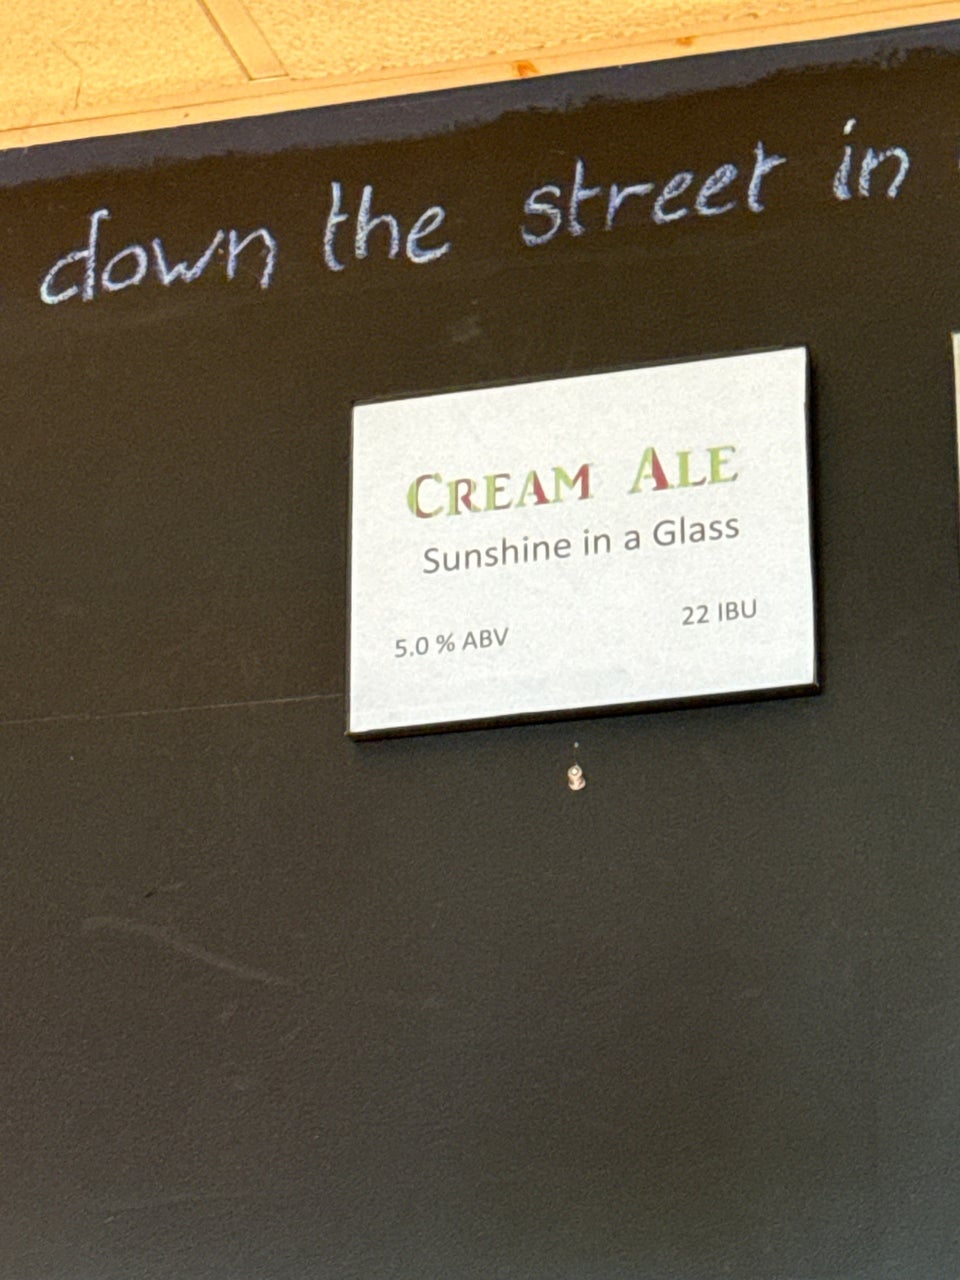 down the street in
CREAM ALE
Sunshine in a Glass
5.0 % ABV 22 IBU